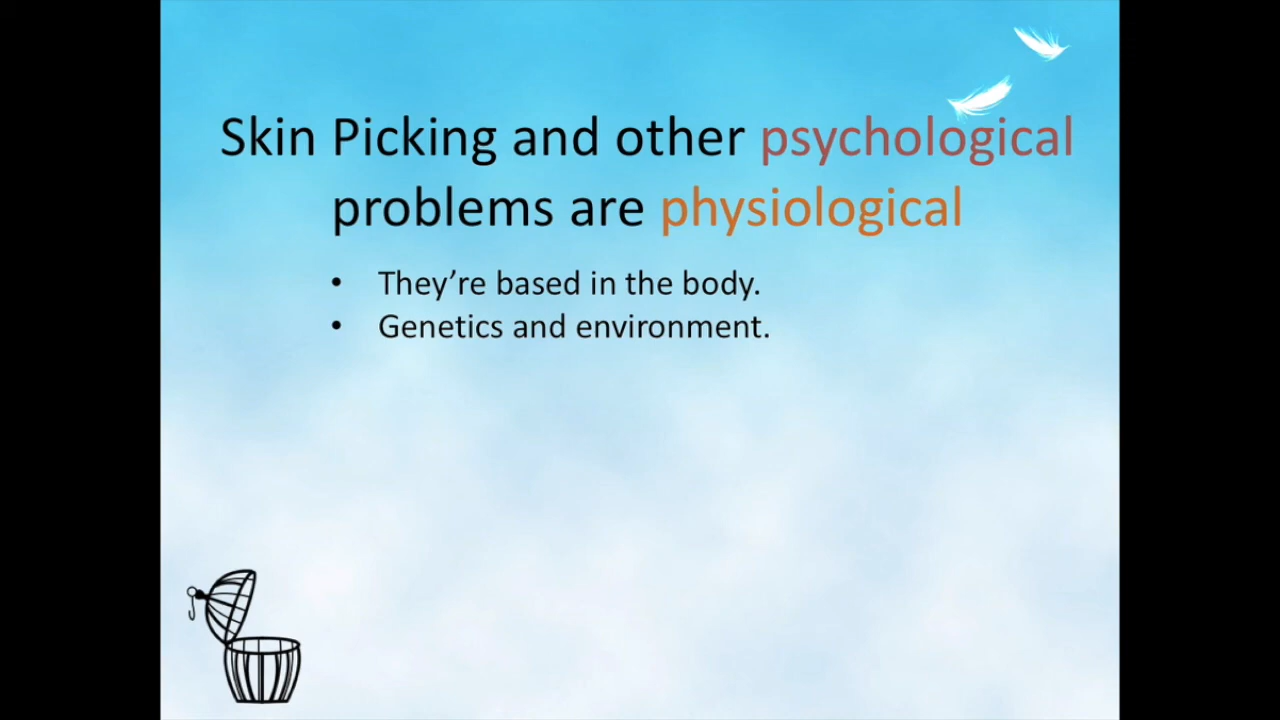 Skin Picking and other psychological
problems are physiological
• They’re based in the body.
• Genetics and environment.